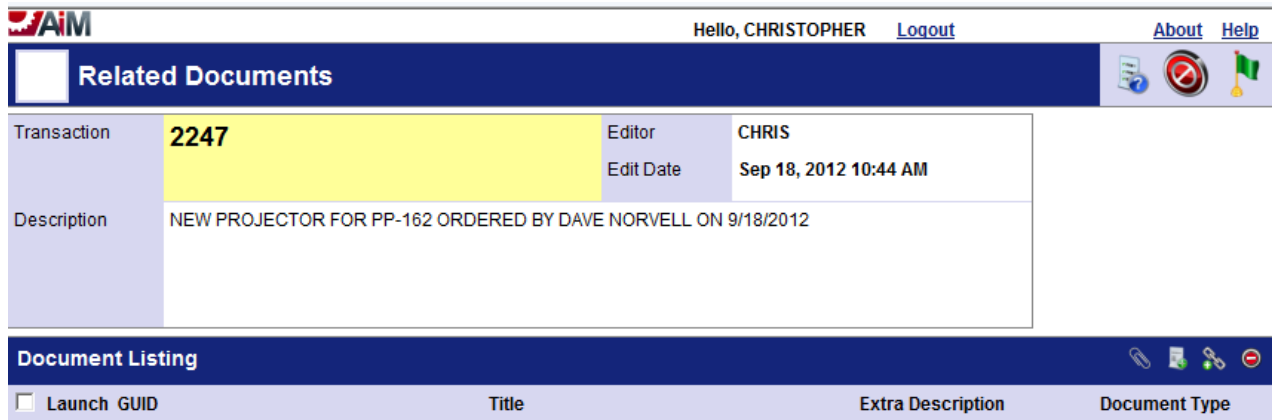 AiM
Hello, CHRISTOPHER Logout About Help
Related Documents
Transaction 2247 Editor CHRIS
Edit Date Sep 18, 2012 10:44 AM
Description NEW PROJECTOR FOR PP-162 ORDERED BY DAVE NORVELL ON 9/18/2012
Document Listing
Launch GUID Title Extra Description Document Type